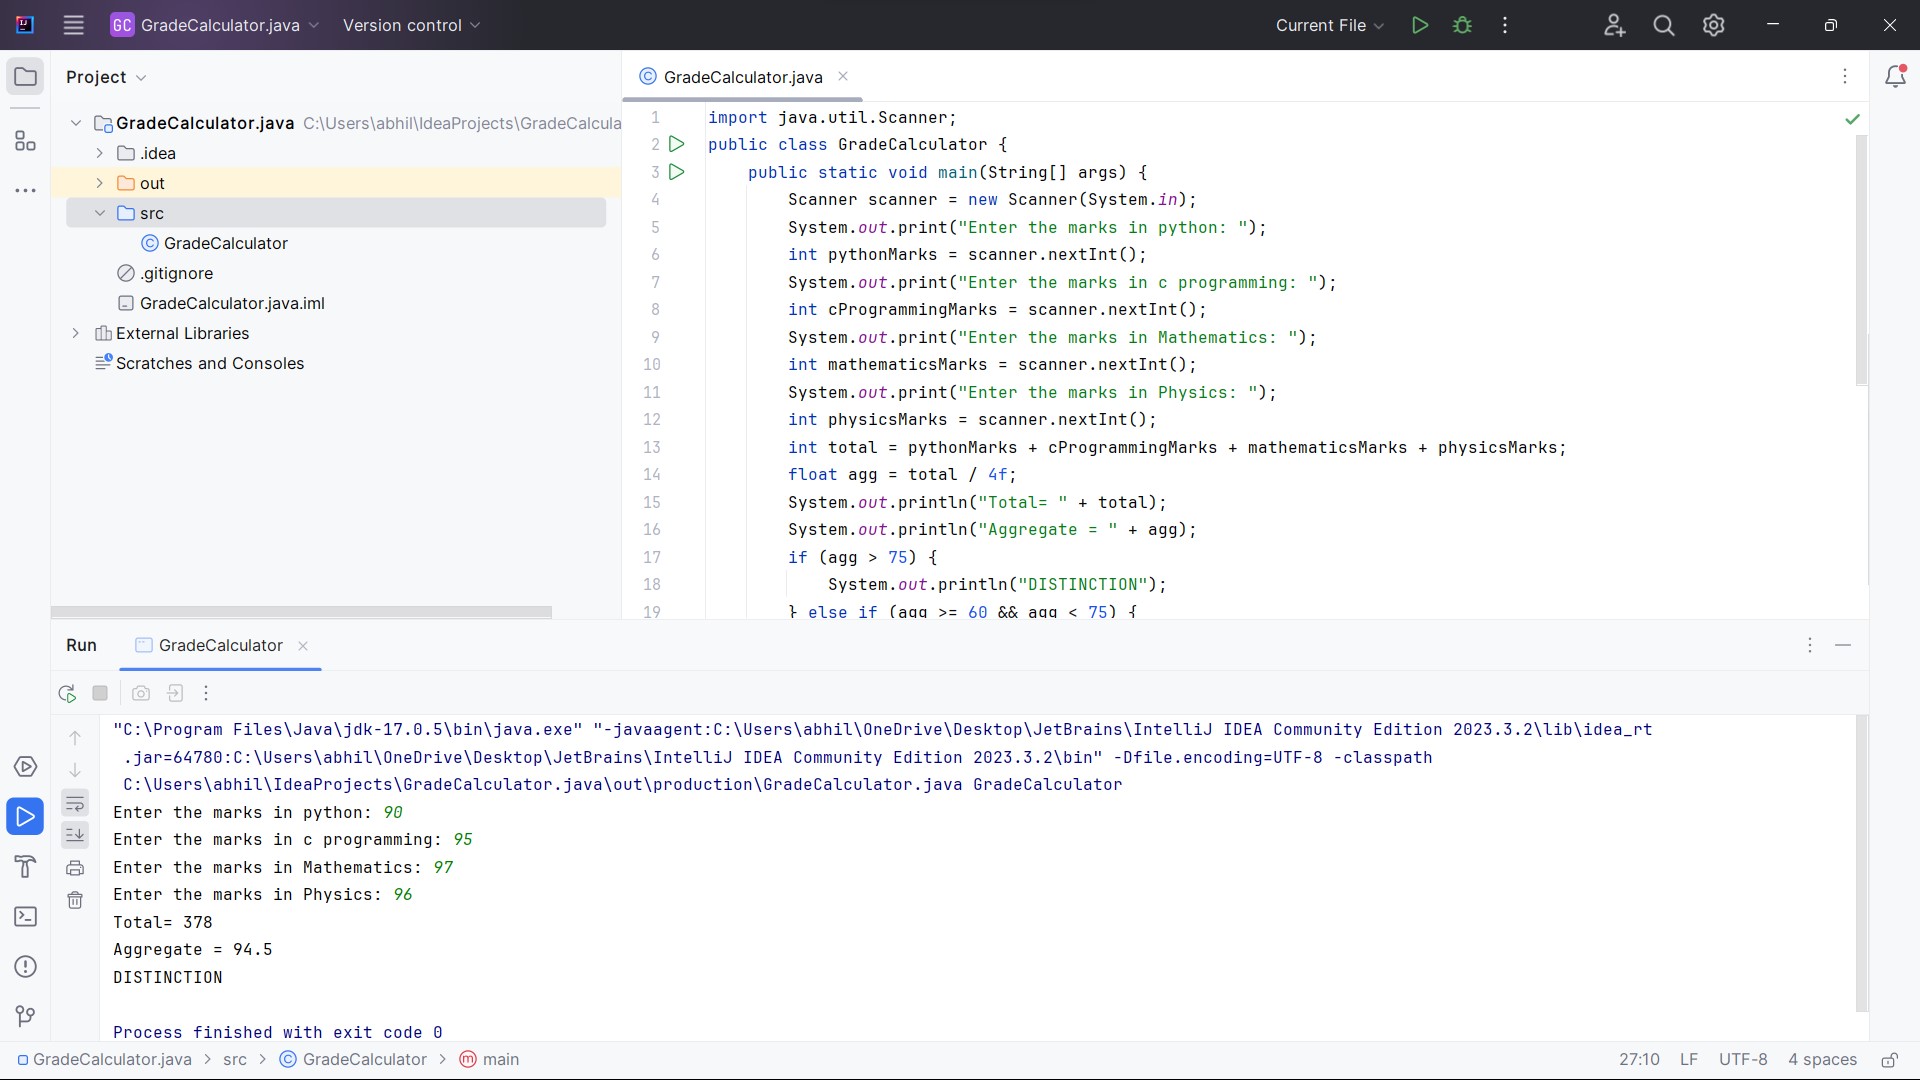 GC GradeCalculator.java Version control Current File
Project
GradeCalculator.java C:\Users\abhil\IdeaProjects\GradeCalcula
.idea
out
src
GradeCalculator
.gitignore
GradeCalculator.java.iml
External Libraries
Scratches and Consoles
GradeCalculator.java
1 import java.util.Scanner;
2 public class GradeCalculator {
3 public static void main(String[] args) {
4 Scanner scanner = new Scanner(System.in);
5 System.out.print("Enter the marks in python: ");
6 int pythonMarks = scanner.nextInt();
7 System.out.print("Enter the marks in c programming: ");
8 int cProgrammingMarks = scanner.nextInt();
9 System.out.print("Enter the marks in Mathematics: ");
10 int mathematicsMarks = scanner.nextInt();
11 System.out.print("Enter the marks in Physics: ");
12 int physicsMarks = scanner.nextInt();
13 int total = pythonMarks + cProgrammingMarks + mathematicsMarks + physicsMarks;
14 float agg = total / 4f;
15 System.out.println("Total= " + total);
16 System.out.println("Aggregate = " + agg);
17 if (agg > 75) {
18 System.out.println("DISTINCTION");
19 } else if (agg >= 60 && agg < 75) {
Run GradeCalculator
"C:\Program Files\Java\jdk-17.0.5\bin\java.exe" "-javaagent:C:\Users\abhil\OneDrive\Desktop\JetBrains\IntelliJ IDEA Community Edition 2023.3.2\lib\idea_rt
.jar=64780:C:\Users\abhil\OneDrive\Desktop\JetBrains\IntelliJ IDEA Community Edition 2023.3.2\bin" -Dfile.encoding=UTF-8 -classpath
C:\Users\abhil\IdeaProjects\GradeCalculator.java\out\production\GradeCalculator.java GradeCalculator
Enter the marks in python: 90
Enter the marks in c programming: 95
Enter the marks in Mathematics: 97
Enter the marks in Physics: 96
Total= 378
Aggregate = 94.5
DISTINCTION
Process finished with exit code 0
GradeCalculator.java > src > GradeCalculator > main 27:10 LF UTF-8 4 spaces